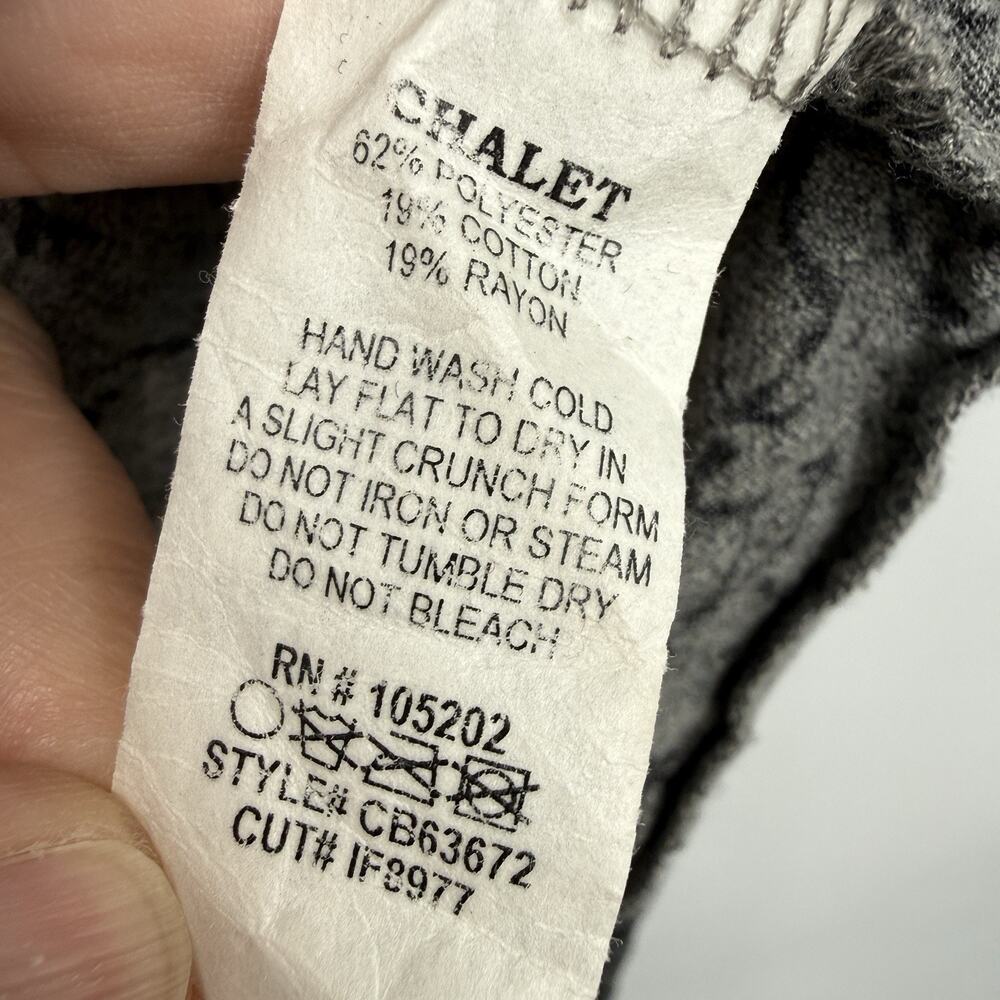 CHALET
62% POLYESTER
19% COTTON
19% RAYON
HAND WASH COLD
LAY FLAT TO DRY IN
A SLIGHT CRUNCH FORM
DO NOT IRON OR STEAM
DO NOT TUMBLE DRY
DO NOT BLEACH
RN # 105202
STYLE# CB63672
CUT# IF8977